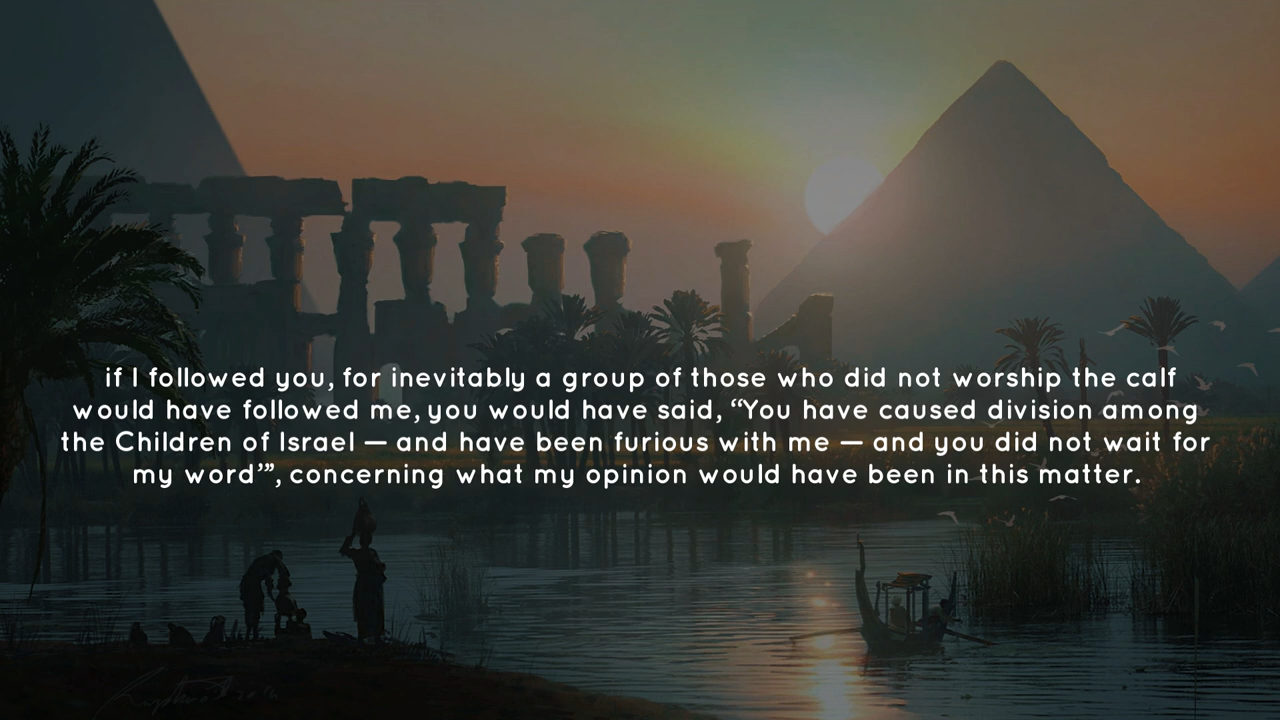 if I followed you, for inevitably a group of those who did not worship the calf
would have followed me, you would have said, “You have caused division among
the Children of Israel — and have been furious with me — and you did not wait for
my word”’, concerning what my opinion would have been in this matter.